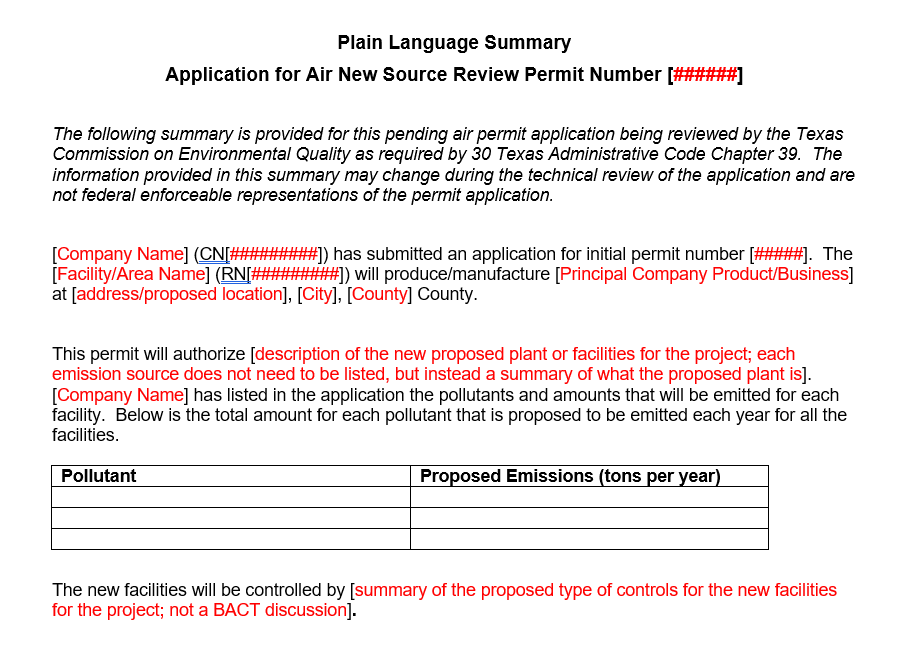 Plain Language Summary
Application for Air New Source Review Permit Number [######]
The following summary is provided for this pending air permit application being reviewed by the Texas
Commission on Environmental Quality as required by 30 Texas Administrative Code Chapter 39.  The
information provided in this summary may change during the technical review of the application and are
not federal enforceable representations of the permit application.
[Company Name] (CN[#########]) has submitted an application for initial permit number [#####].  The
[Facility/Area Name] (RN[#########]) will produce/manufacture [Principal Company Product/Business]
at [address/proposed location], [City], [County] County.
This permit will authorize [description of the new proposed plant or facilities for the project; each
emission source does not need to be listed, but instead a summary of what the proposed plant is].
[Company Name] has listed in the application the pollutants and amounts that will be emitted for each
facility.  Below is the total amount for each pollutant that is proposed to be emitted each year for all the
facilities.
Pollutant Proposed Emissions (tons per year)
The new facilities will be controlled by [summary of the proposed type of controls for the new facilities
for the project; not a BACT discussion].